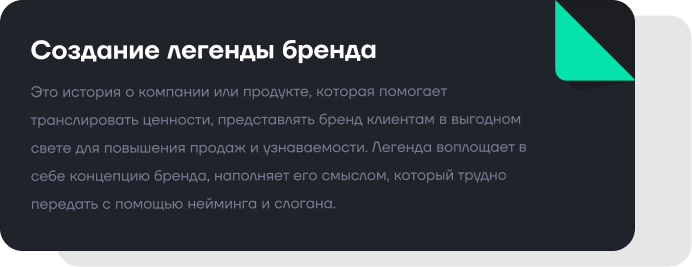 Создание легенды бренда
Это история о компании или продукте, которая помогает
транслировать ценности, представлять бренд клиентам в выгодном
свете для повышения продаж и узнаваемости. Легенда воплощает в
себе концепцию бренда, наполняет его смыслом, который трудно
передать с помощью нейминга и слогана.